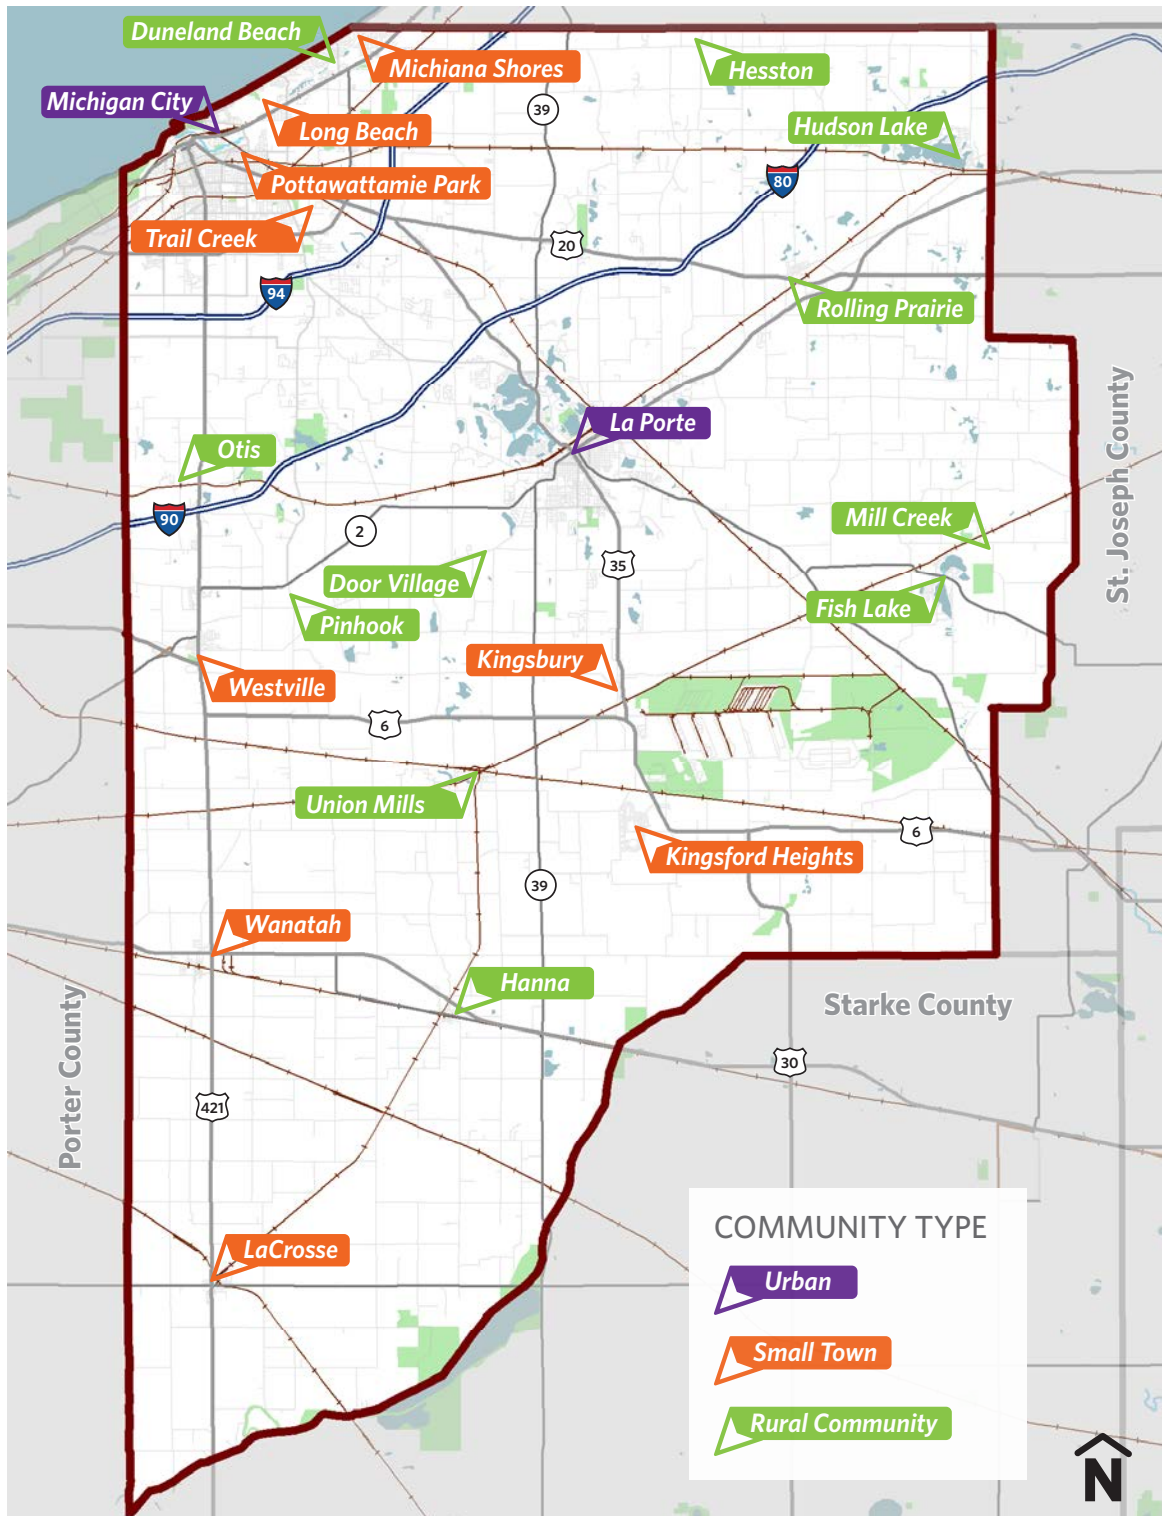 Duneland Beach
Michiana Shores
Hesston
Michigan City
39
Long Beach
Hudson Lake
Pottawattamie Park
80
Trail Creek
20
94
Rolling Prairie
La Porte
Otis
St. Joseph County
90
2
Mill Creek
35
Door Village
Fish Lake
Pinhook
Kingsbury
Westville
6
Union Mills
6
Kingsford Heights
39
Wanatah
Hanna
Starke County
Porter County
30
421
LaCrosse
COMMUNITY TYPE
Urban
Small Town
Rural Community
N